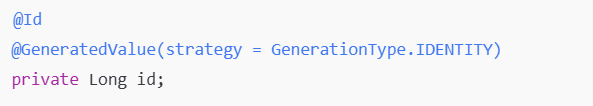 @Id
@GeneratedValue(strategy = GenerationType.IDENTITY)
private Long id;